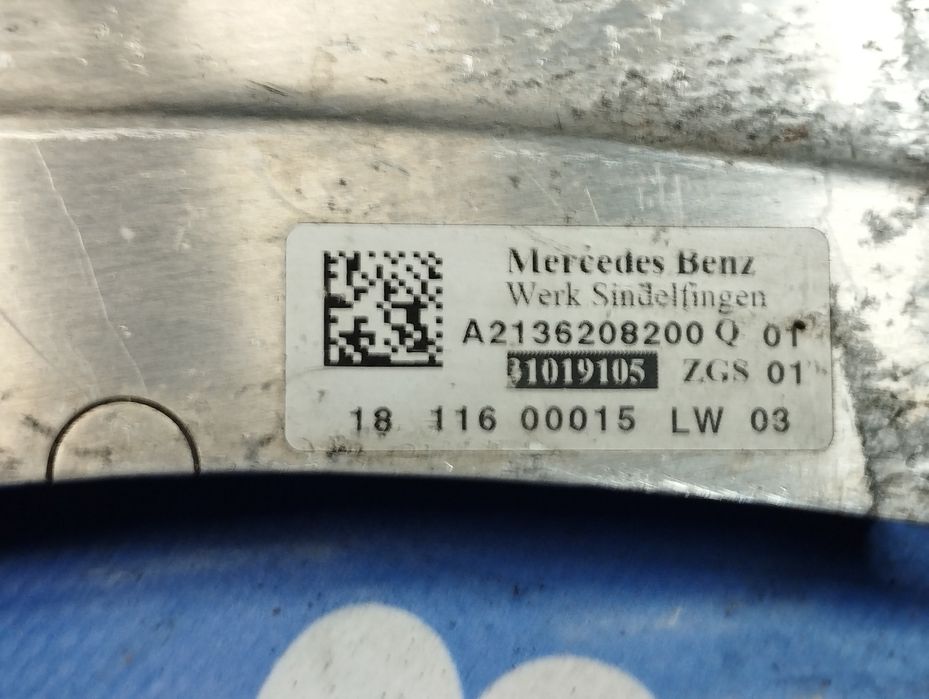 Mercedes Benz
Werk Sindelfingen
A2136208200 Q 01
31019105 ZGS 01
18 116 00015 LW 03